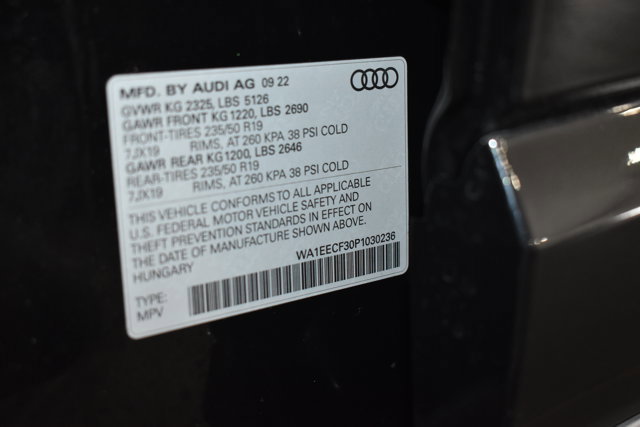 MFD. BY AUDI AG 09 22
GVWR KG 2325, LBS 5126
GAWR FRONT KG 1220, LBS 2690
FRONT-TIRES 235/50 R19
7JX19 RIMS, AT 260 KPA 38 PSI COLD
GAWR REAR KG 1200, LBS 2646
REAR-TIRES 235/50 R19
7JX19 RIMS, AT 260 KPA 38 PSI COLD
THIS VEHICLE CONFORMS TO ALL APPLICABLE
U.S. FEDERAL MOTOR VEHICLE SAFETY AND
THEFT PREVENTION STANDARDS IN EFFECT ON
THE DATE OF MANUFACTURE SHOWN ABOVE.
HUNGARY WA1EECF30P1030236
TYPE:
MPV